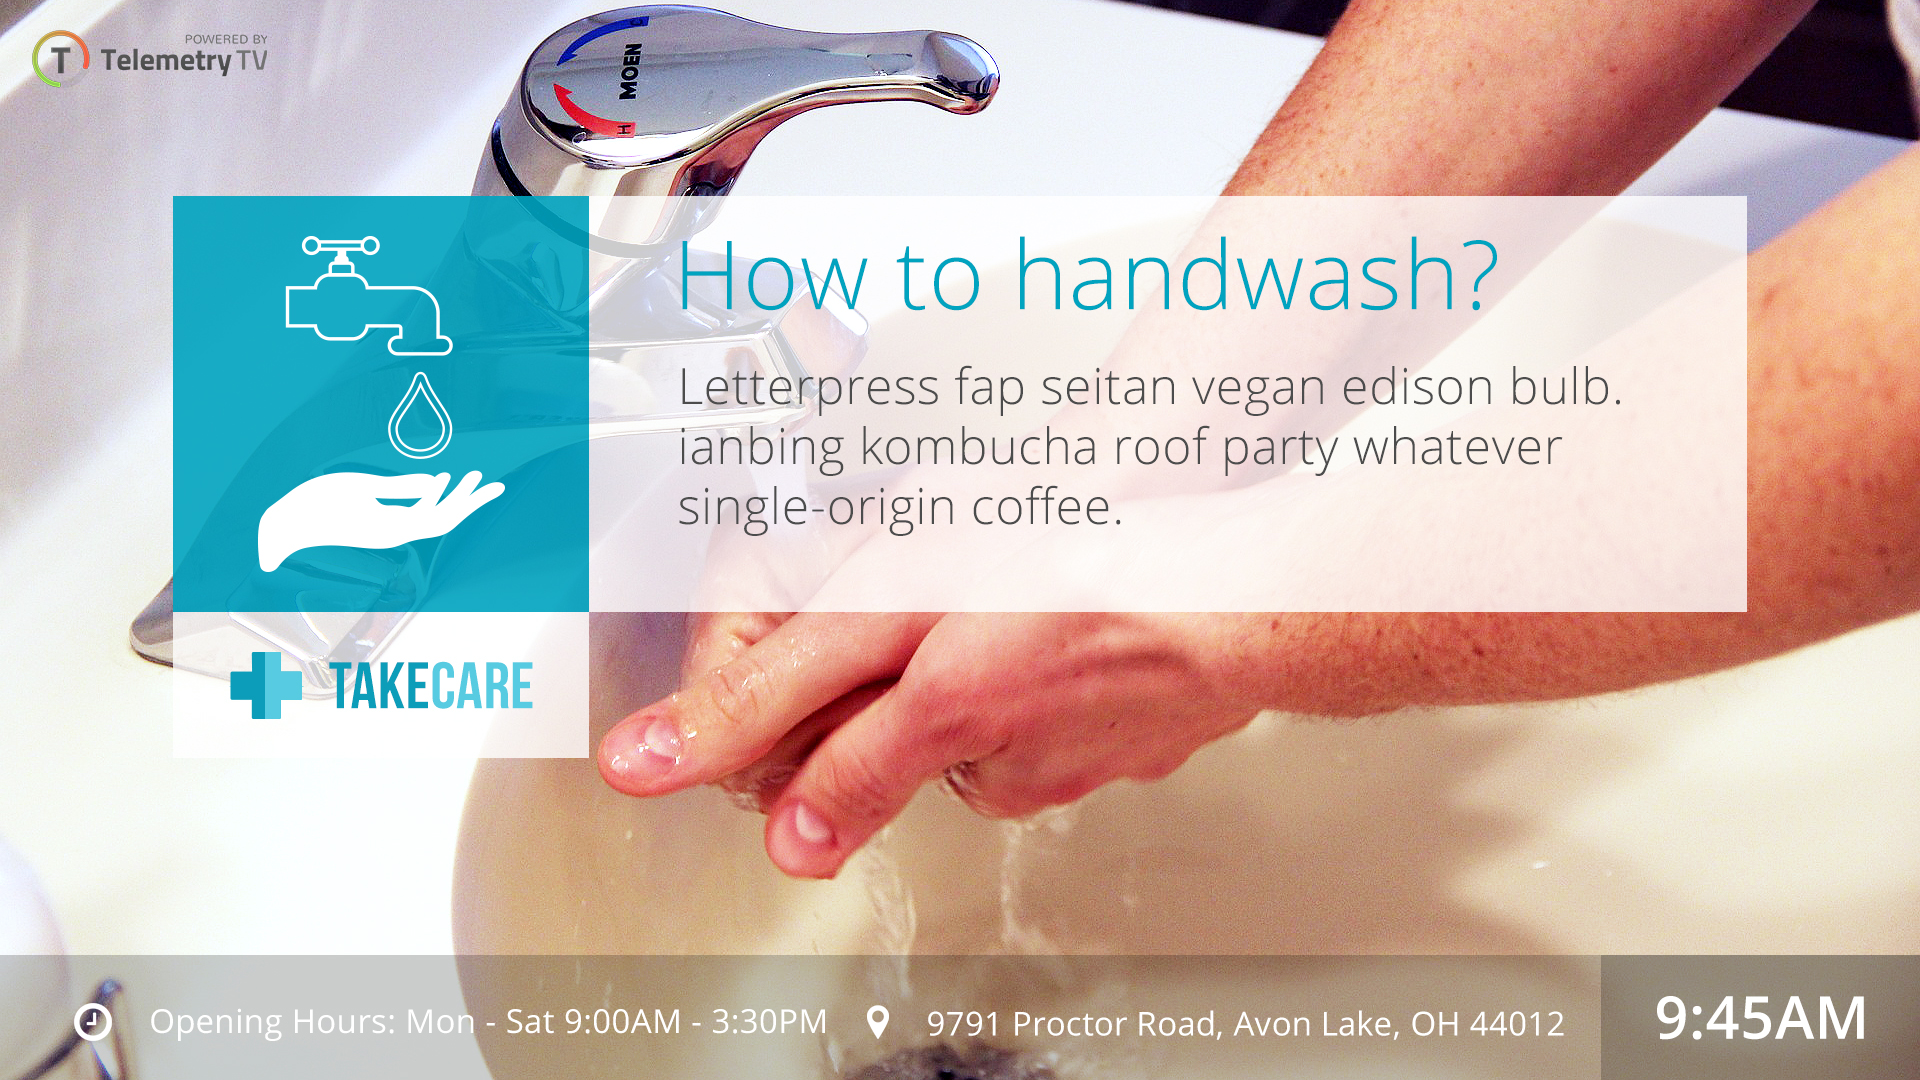 POWERED BY
T TelemetryTV
C
MOEN
H
How to handwash?
Letterpress fap seitan vegan edison bulb.
ianbing kombucha roof party whatever
single-origin coffee.
TAKECARE
Opening Hours: Mon - Sat 9:00AM - 3:30PM
9791 Proctor Road, Avon Lake, OH 44012
9:45AM